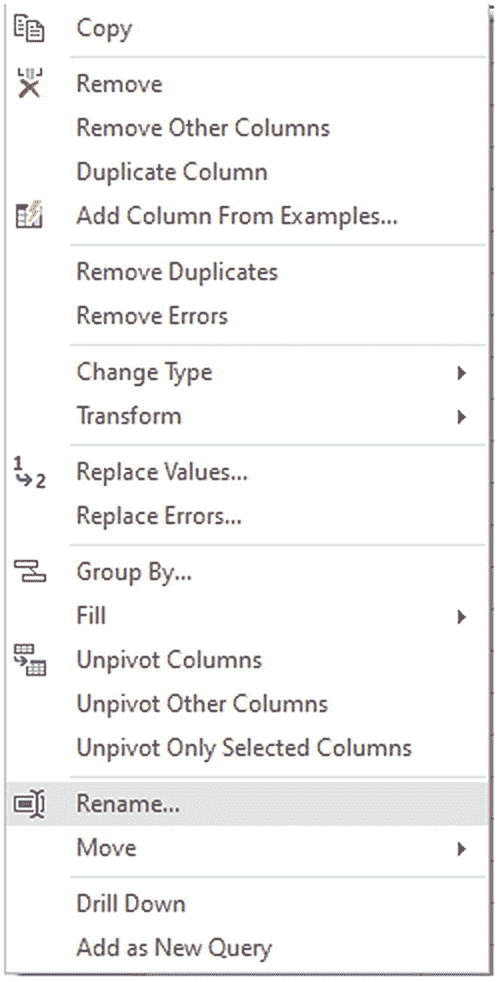 Copy
Remove
Remove Other Columns
Duplicate Column
Add Column From Examples...
Remove Duplicates
Remove Errors
Change Type
Transform
1
2
Replace Values...
Replace Errors...
Group By...
Fill
Unpivot Columns
Unpivot Other Columns
Unpivot Only Selected Columns
Rename...
Move
Drill Down
Add as New Query